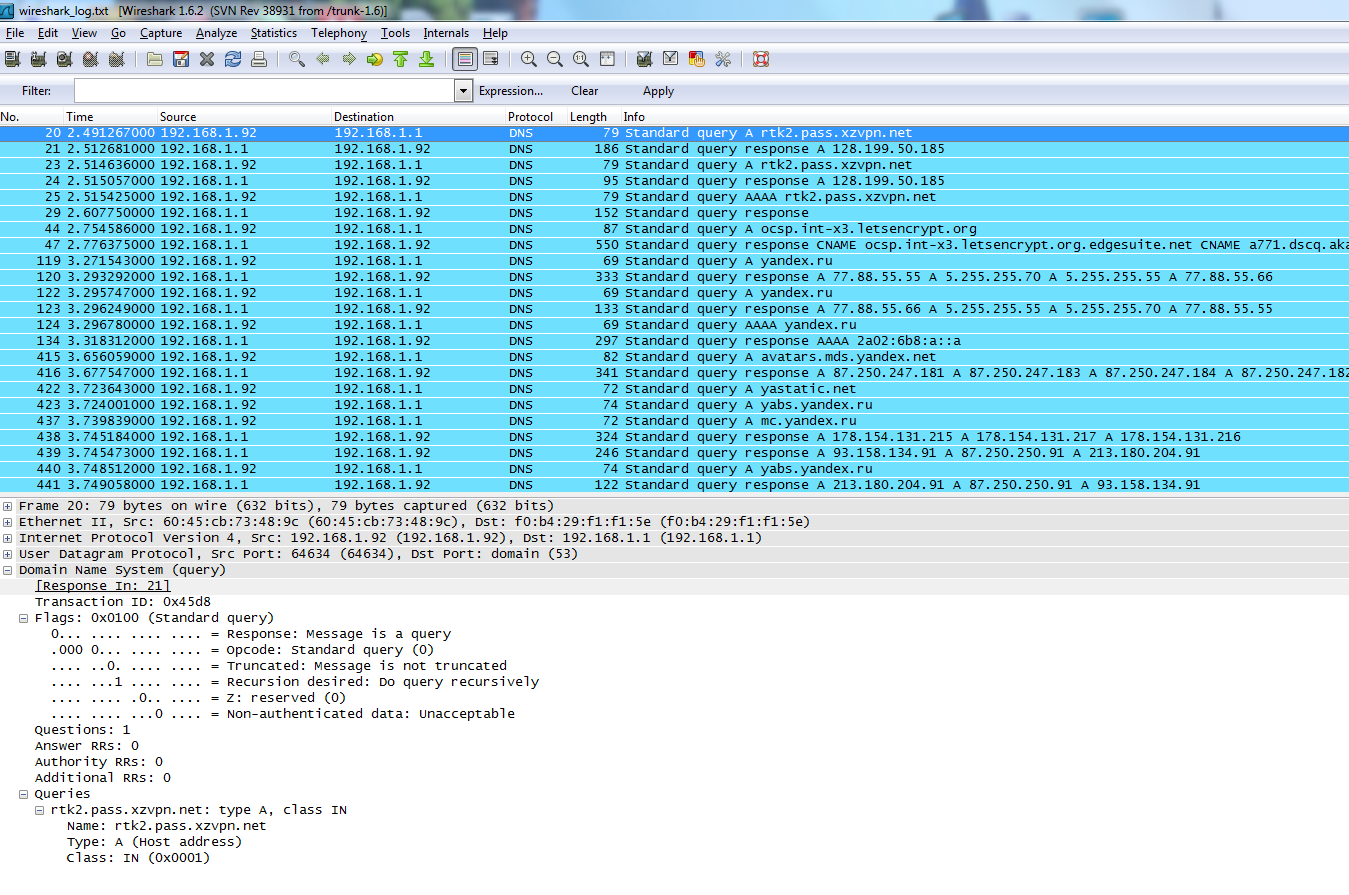 wireshark_log.txt [Wireshark 1.6.2 (SVN Rev 38931 from /trunk-1.6)]
File Edit View Go Capture Analyze Statistics Telephony Tools Internals Help
Filter: Expression... Clear Apply
No. Time Source Destination Protocol Length Info
20 2.491267000 192.168.1.92 192.168.1.1 DNS 79 Standard query A rtk2.pass.xzvpn.net
21 2.512681000 192.168.1.1 192.168.1.92 DNS 186 Standard query response A 128.199.50.185
23 2.514636000 192.168.1.92 192.168.1.1 DNS 79 Standard query A rtk2.pass.xzvpn.net
24 2.515057000 192.168.1.1 192.168.1.92 DNS 95 Standard query response A 128.199.50.185
25 2.515425000 192.168.1.92 192.168.1.1 DNS 79 Standard query AAAA rtk2.pass.xzvpn.net
29 2.607750000 192.168.1.1 192.168.1.92 DNS 152 Standard query response
44 2.754586000 192.168.1.92 192.168.1.1 DNS 87 Standard query A ocsp.int-x3.letsencrypt.org
47 2.776375000 192.168.1.1 192.168.1.92 DNS 550 Standard query response CNAME ocsp.int-x3.letsencrypt.org.edgesuite.net CNAME a771.dscq.aka
119 3.271543000 192.168.1.92 192.168.1.1 DNS 69 Standard query A yandex.ru
120 3.293292000 192.168.1.1 192.168.1.92 DNS 333 Standard query response A 77.88.55.55 A 5.255.255.70 A 5.255.255.55 A 77.88.55.66
122 3.295747000 192.168.1.92 192.168.1.1 DNS 69 Standard query A yandex.ru
123 3.296249000 192.168.1.1 192.168.1.92 DNS 133 Standard query response A 77.88.55.66 A 5.255.255.55 A 5.255.255.70 A 77.88.55.55
124 3.296780000 192.168.1.92 192.168.1.1 DNS 69 Standard query AAAA yandex.ru
134 3.318312000 192.168.1.1 192.168.1.92 DNS 297 Standard query response AAAA 2a02:6b8:a::a
415 3.656059000 192.168.1.92 192.168.1.1 DNS 82 Standard query A avatars.mds.yandex.net
416 3.677547000 192.168.1.1 192.168.1.92 DNS 341 Standard query response A 87.250.247.181 A 87.250.247.183 A 87.250.247.184 A 87.250.247.182
422 3.723643000 192.168.1.92 192.168.1.1 DNS 72 Standard query A yastatic.net
423 3.724001000 192.168.1.92 192.168.1.1 DNS 74 Standard query A yabs.yandex.ru
437 3.739839000 192.168.1.92 192.168.1.1 DNS 72 Standard query A mc.yandex.ru
438 3.745184000 192.168.1.1 192.168.1.92 DNS 324 Standard query response A 178.154.131.215 A 178.154.131.217 A 178.154.131.216
439 3.745473000 192.168.1.1 192.168.1.92 DNS 246 Standard query response A 93.158.134.91 A 87.250.250.91 A 213.180.204.91
440 3.748512000 192.168.1.92 192.168.1.1 DNS 74 Standard query A yabs.yandex.ru
441 3.749058000 192.168.1.1 192.168.1.92 DNS 122 Standard query response A 213.180.204.91 A 87.250.250.91 A 93.158.134.91
Frame 20: 79 bytes on wire (632 bits), 79 bytes captured (632 bits)
Ethernet II, Src: 60:45:cb:73:48:9c (60:45:cb:73:48:9c), Dst: f0:b4:29:f1:f1:5e (f0:b4:29:f1:f1:5e)
Internet Protocol Version 4, Src: 192.168.1.92 (192.168.1.92), Dst: 192.168.1.1 (192.168.1.1)
User Datagram Protocol, Src Port: 64634 (64634), Dst Port: domain (53)
Domain Name System (query)
[Response In: 21]
Transaction ID: 0x45d8
Flags: 0x0100 (Standard query)
0... .... .... .... = Response: Message is a query
.000 0... .... .... = Opcode: Standard query (0)
.... ..0. .... .... = Truncated: Message is not truncated
.... ...1 .... .... = Recursion desired: Do query recursively
.... .... .0.. .... = Z: reserved (0)
.... .... ...0 .... = Non-authenticated data: Unacceptable
Questions: 1
Answer RRs: 0
Authority RRs: 0
Additional RRs: 0
Queries
rtk2.pass.xzvpn.net: type A, class IN
Name: rtk2.pass.xzvpn.net
Type: A (Host address)
Class: IN (0x0001)